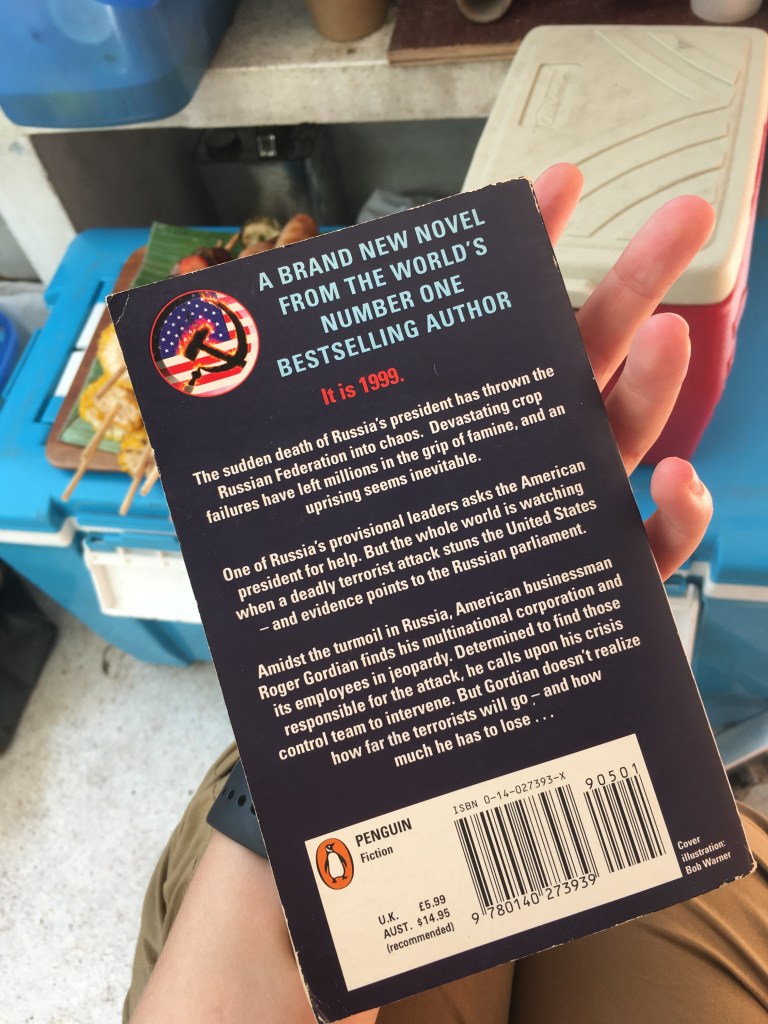 A BRAND NEW NOVEL
FROM THE WORLD'S
NUMBER ONE
BESTSELLING AUTHOR
It is 1999.
The sudden death of Russia's president has thrown the
Russian Federation into chaos. Devastating crop
failures have left millions in the grip of famine, and an
uprising seems inevitable.
One of Russia's provisional leaders asks the American
president for help. But the whole world is watching
when a deadly terrorist attack stuns the United States
– and evidence points to the Russian parliament.
Amidst the turmoil in Russia, American businessman
Roger Gordian finds his multinational corporation and
its employees in jeopardy. Determined to find those
responsible for the attack, he calls upon his crisis
control team to intervene. But Gordian doesn't realize
how far the terrorists will go – and how
much he has to lose . . .
PENGUIN
Fiction
U.K. £5.99
AUST. $14.95
(recommended)
ISBN 0-14-027393-X
90501
9 780140 273939
Cover
illustration:
Bob Warner